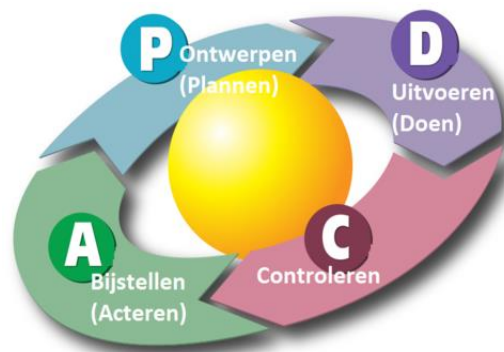 P
Ontwerpen
(Plannen)
D
Uitvoeren
(Doen)
C
Controleren
A
Bijstellen
(Acteren)